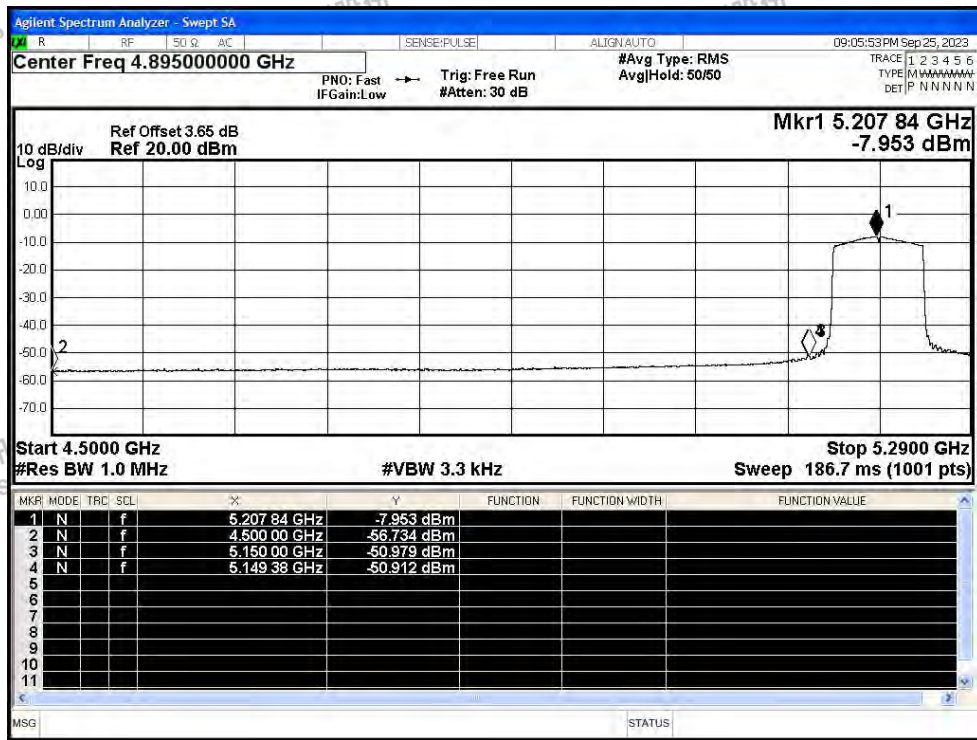 Agilent Spectrum Analyzer - Swept SA
LXI R RF 50 Ω AC SENSE:PULSE ALIGN AUTO 09:05:53 PM Sep 25, 2023
Center Freq 4.895000000 GHz
PNO: Fast
IFGain:Low
Trig: Free Run
#Atten: 30 dB
#Avg Type: RMS
Avg|Hold: 50/50
TRACE 1 2 3 4 5 6
TYPE M W W W W W
DET P N N N N N
Mkr1 5.207 84 GHz
-7.953 dBm
Ref Offset 3.65 dB
10 dB/div Ref 20.00 dBm
Log
10.0
0.00
-10.0
-20.0
-30.0
-40.0
-50.0
-60.0
-70.0
1
2
Start 4.5000 GHz Stop 5.2900 GHz
#Res BW 1.0 MHz #VBW 3.3 kHz Sweep 186.7 ms (1001 pts)
MKR MODE TRC SCL X Y FUNCTION FUNCTION WIDTH FUNCTION VALUE
1 N f 5.207 84 GHz -7.953 dBm
2 N f 4.500 00 GHz -56.734 dBm
3 N f 5.150 00 GHz -50.979 dBm
4 N f 5.149 38 GHz -50.912 dBm
5
6
7
8
9
10
11
MSG STATUS